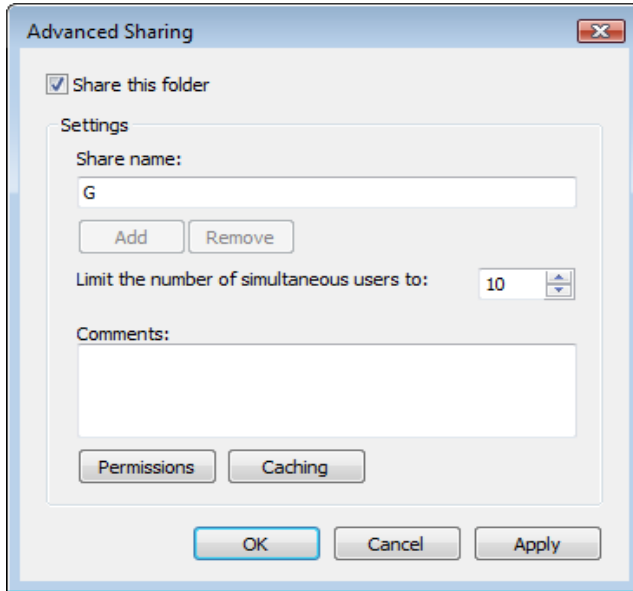 Advanced Sharing
Share this folder
Settings
Share name:
G
Add Remove
Limit the number of simultaneous users to: 10
Comments:
Permissions Caching
OK Cancel Apply